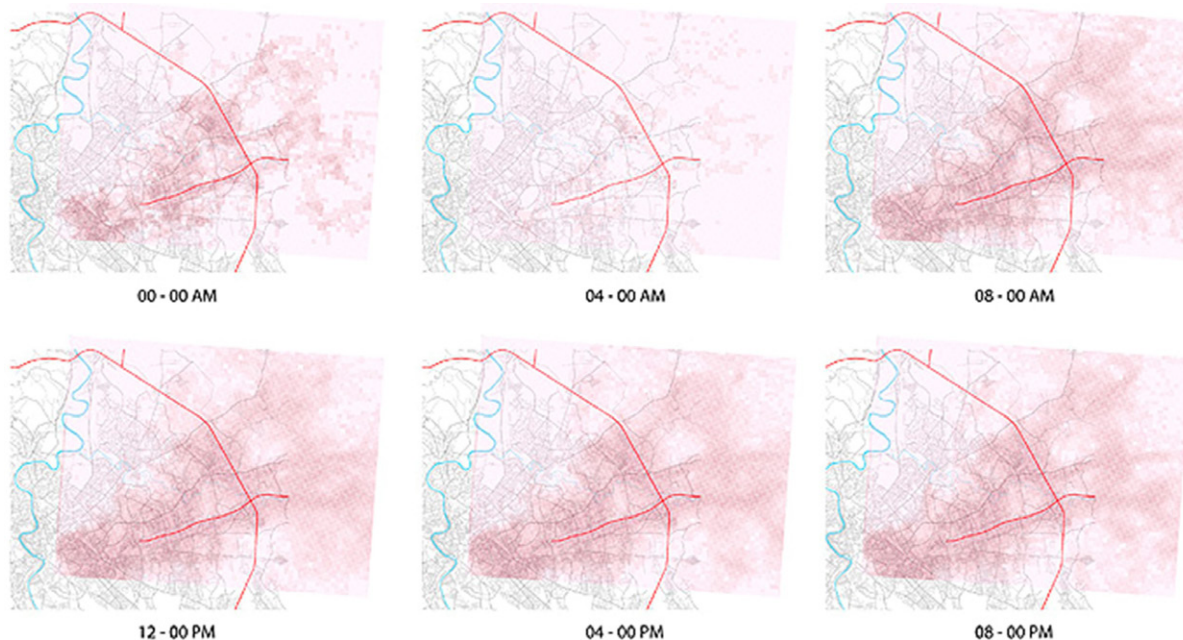 00 - 00 AM
04 - 00 AM
08 - 00 AM
12 - 00 PM
04 - 00 PM
08 - 00 PM